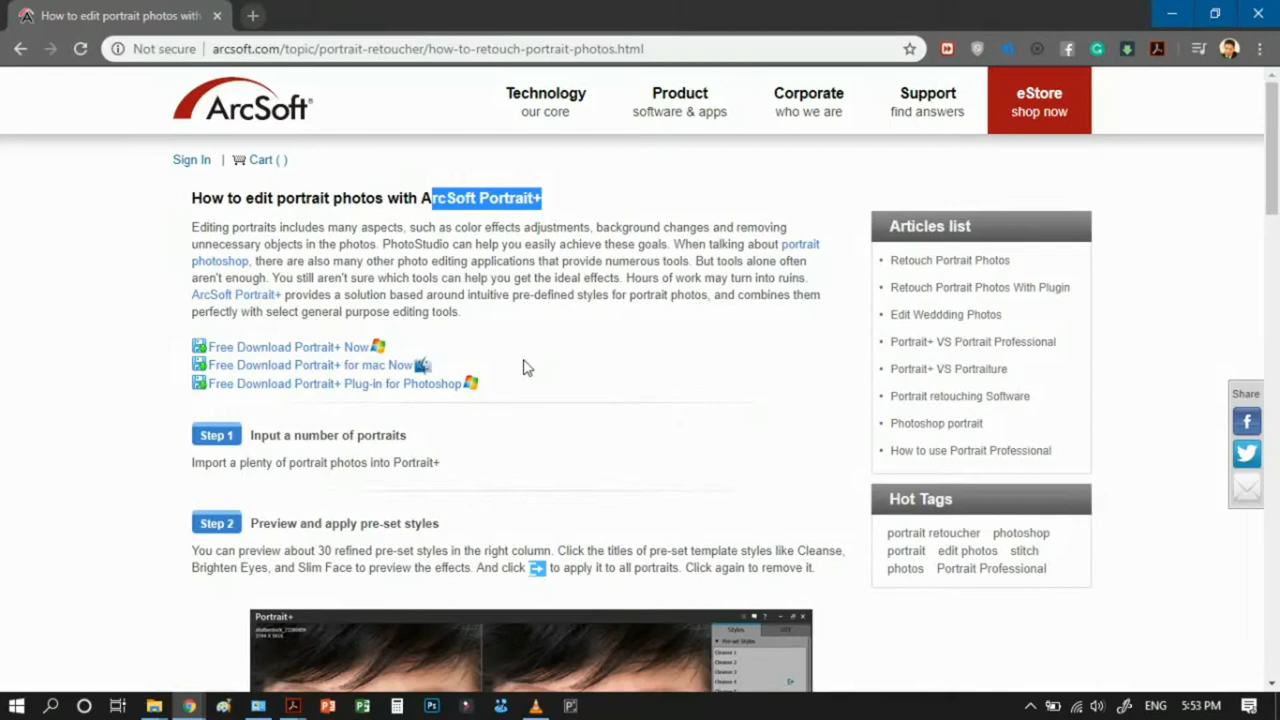 How to edit portrait photos with
Not secure | arcsoft.com/topic/portrait-retoucher/how-to-retouch-portrait-photos.html
ArcSoft
Technology
our core
Product
software & apps
Corporate
who we are
Support
find answers
eStore
shop now
Sign In | Cart ( )
How to edit portrait photos with ArcSoft Portrait+
Editing portraits includes many aspects, such as color effects adjustments, background changes and removing
unnecessary objects in the photos. PhotoStudio can help you easily achieve these goals. When talking about portrait
photoshop, there are also many other photo editing applications that provide numerous tools. But tools alone often
aren't enough. You still aren't sure which tools can help you get the ideal effects. Hours of work may turn into ruins.
ArcSoft Portrait+ provides a solution based around intuitive pre-defined styles for portrait photos, and combines them
perfectly with select general purpose editing tools.
Free Download Portrait+ Now
Free Download Portrait+ for mac Now
Free Download Portrait+ Plug-in for Photoshop
Step 1 Input a number of portraits
Import a plenty of portrait photos into Portrait+
Step 2 Preview and apply pre-set styles
You can preview about 30 refined pre-set styles in the right column. Click the titles of pre-set template styles like Cleanse,
Brighten Eyes, and Slim Face to preview the effects. And click to apply it to all portraits. Click again to remove it.
Portrait+
Styles
Pre-set Styles
Cleanse 1
Cleanse 2
Cleanse 3
Cleanse 4
Articles list
Retouch Portrait Photos
Retouch Portrait Photos With Plugin
Edit Weddding Photos
Portrait+ VS Portrait Professional
Portrait+ VS Portraiture
Portrait retouching Software
Photoshop portrait
How to use Portrait Professional
Hot Tags
portrait retoucher photoshop
portrait edit photos stitch
photos Portrait Professional
Share
ENG 5:53 PM